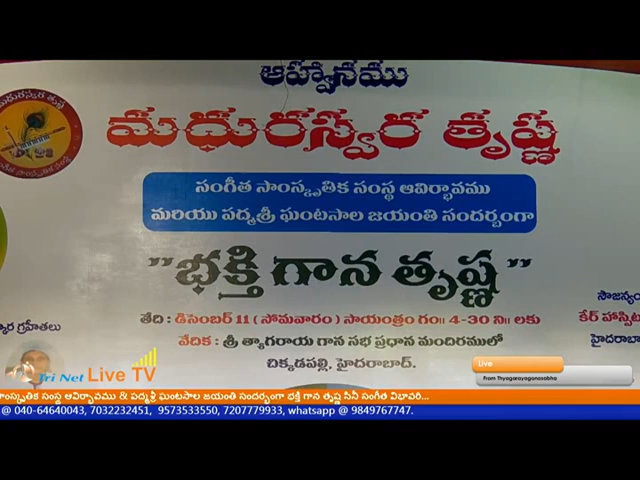 ఆహ్వానము
మధురస్వర తృష్ణ
సంగీత సాంస్కృతిక సంస్థ ఆవిర్భావము
మరియు పద్మశ్రీ ఘంటసాల జయంతి సందర్భంగా
"భక్తి గాన తృష్ణ"
సౌజన్యం
తేది : డిసెంబర్ 11 ( సోమవారం ) సాయంత్రం గం॥ 4-30 ని॥ లకు
వేదిక : శ్రీ త్యాగరాయ గాన సభ ప్రధాన మందిరములో
చిక్కడపల్లి, హైదరాబాద్.
స్కార గ్రహీతలు
కేర్ హాస్పిట
హైదరాబా
Tri Net Live TV
Live
From Thyagarayaganasabha
సాంస్కృతిక సంస్థ ఆవిర్భావము & పద్మశ్రీ ఘంటసాల జయంతి సందర్భంగా భక్తి గాన తృష్ణ సినీ సంగీత విభావరి...
@ 040-64640043, 7032232451, 9573533550, 7207779933, whatsapp @ 9849767747.